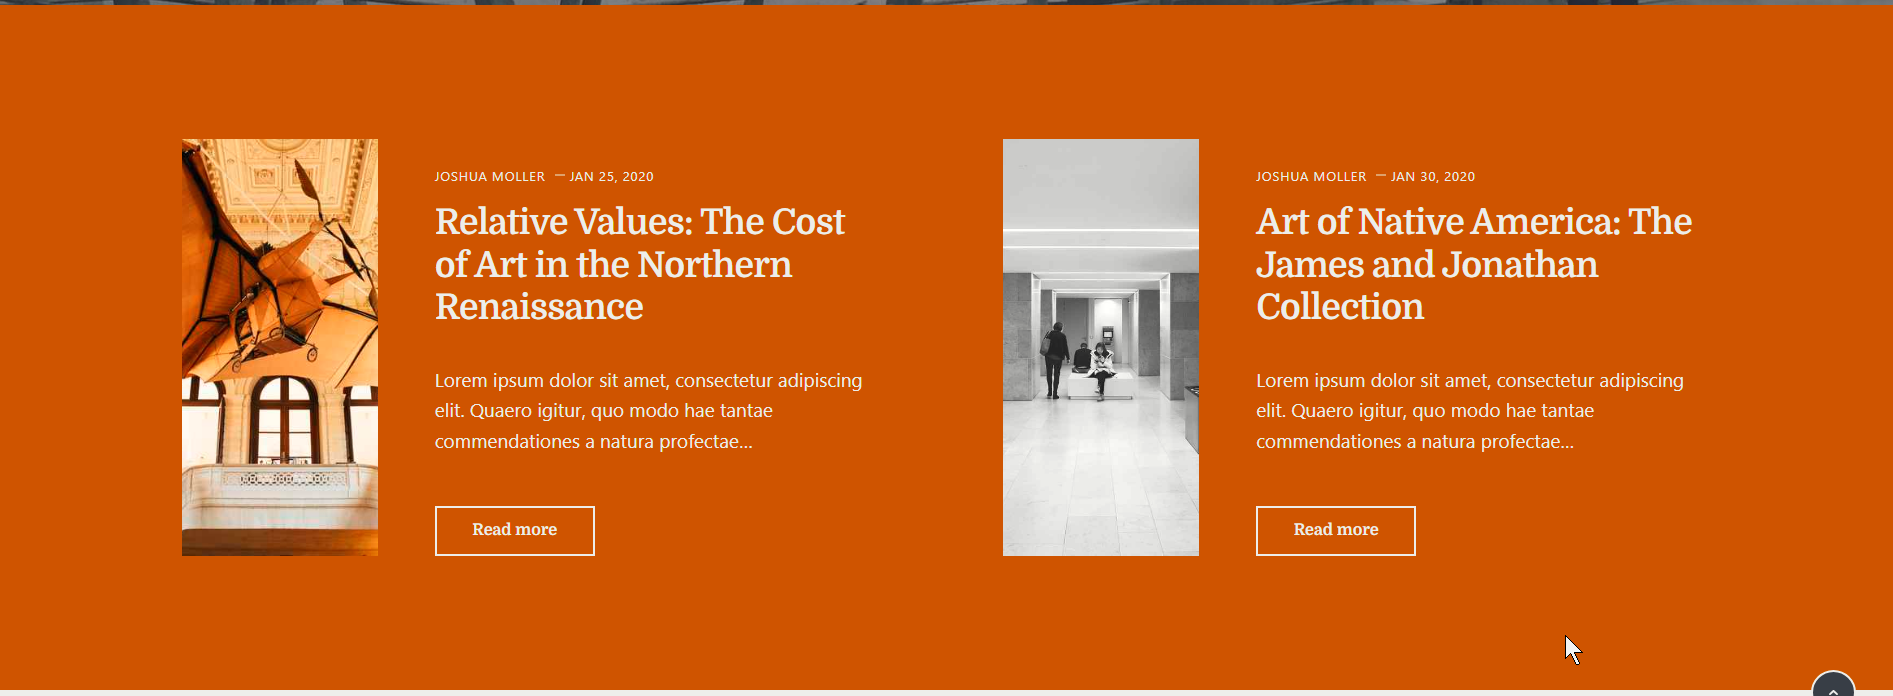 JOSHUA MOLLER — JAN 25, 2020
Relative Values: The Cost
of Art in the Northern
Renaissance
Lorem ipsum dolor sit amet, consectetur adipiscing
elit. Quaero igitur, quo modo hae tantae
commendationes a natura profectae...
Read more
JOSHUA MOLLER — JAN 30, 2020
Art of Native America: The
James and Jonathan
Collection
Lorem ipsum dolor sit amet, consectetur adipiscing
elit. Quaero igitur, quo modo hae tantae
commendationes a natura profectae...
Read more